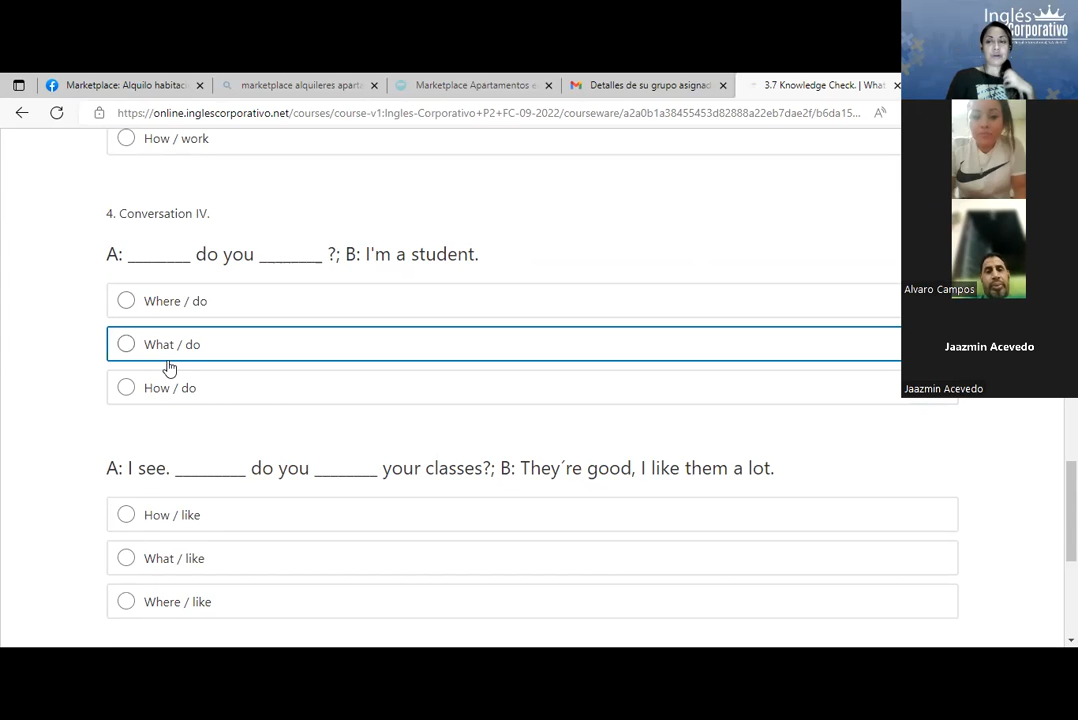 Marketplace: Alquilo habitac
marketplace alquileres apart
Marketplace Apartamentos e
Detalles de su grupo asignad
3.7 Knowledge Check. | What
https://online.inglescorporativo.net/courses/course-v1:Ingles-Corporativo+P2+FC-09-2022/courseware/a2a0b1a38455453d82888a22eb7dae2f/b6da15...
How / work
4. Conversation IV.
A: _______ do you ________ ?; B: I'm a student.
Where / do
What / do
How / do
A: I see. _________ do you ________ your classes?; B: They´re good, I like them a lot.
How / like
What / like
Where / like
Inglés
Corporativo
Alvaro Campos
Jaazmin Acevedo
Jaazmin Acevedo